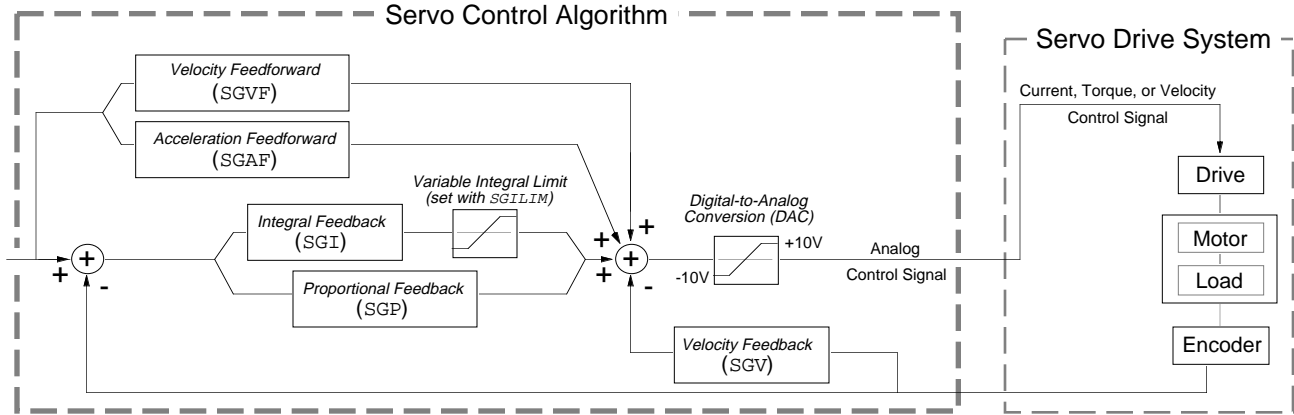 Servo Control Algorithm
Servo Drive System
Velocity Feedforward
(SGVF)
Acceleration Feedforward
(SGAF)
Current, Torque, or Velocity
Control Signal
Drive
Variable Integral Limit
(set with SGILIM)
Integral Feedback
(SGI)
Proportional Feedback
(SGP)
Digital-to-Analog
Conversion (DAC)
+10V
-10V
Analog
Control Signal
Motor
Load
Velocity Feedback
(SGV)
Encoder
+
+
-
+
+
+
+
-